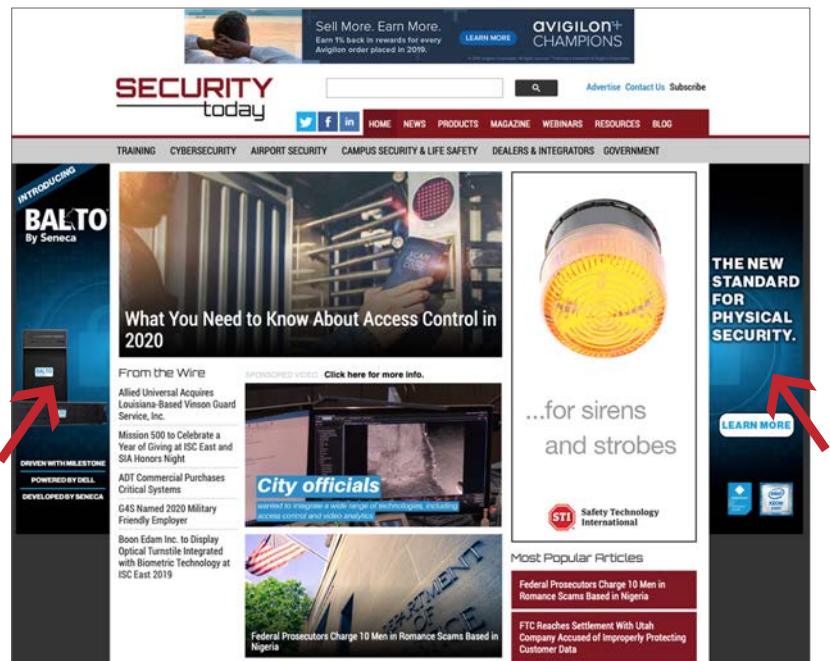 Sell More. Earn More.
Earn 1% back in rewards for every
Avigilon order placed in 2019.
LEARN MORE
AVIGILON
CHAMPIONS
SECURITY
today
Advertise Contact Us Subscribe
HOME NEWS PRODUCTS MAGAZINE WEBINARS RESOURCES BLOG
TRAINING CYBERSECURITY AIRPORT SECURITY CAMPUS SECURITY & LIFE SAFETY DEALERS & INTEGRATORS GOVERNMENT
INTRODUCING
BALTO
By Seneca
BALTO
DRIVEN WITH MILESTONE
POWERED BY DELL
DEVELOPED BY SENECA
What You Need to Know About Access Control in
2020
From the Wire
Allied Universal Acquires
Louisiana-Based Vinson Guard
Service, Inc.
Mission 500 to Celebrate a
Year of Giving at ISC East and
SIA Honors Night
ADT Commercial Purchases
Critical Systems
G4S Named 2020 Military
Friendly Employer
Boon Edam Inc. to Display
Optical Turnstile Integrated
with Biometric Technology at
ISC East 2019
SPONSORED VIDEO - Click here for more info.
City officials
wanted to integrate a wide range of technologies, including
access control and video analytics
DEPARTMENT
OF
Federal Prosecutors Charge 10 Men in Romance Scams Based in
Nigeria
...for sirens
and strobes
STI
Safety Technology
International
Most Popular Articles
Federal Prosecutors Charge 10 Men in
Romance Scams Based in Nigeria
FTC Reaches Settlement With Utah
Company Accused of Improperly Protecting
Customer Data
THE NEW
STANDARD
FOR
PHYSICAL
SECURITY.
LEARN MORE